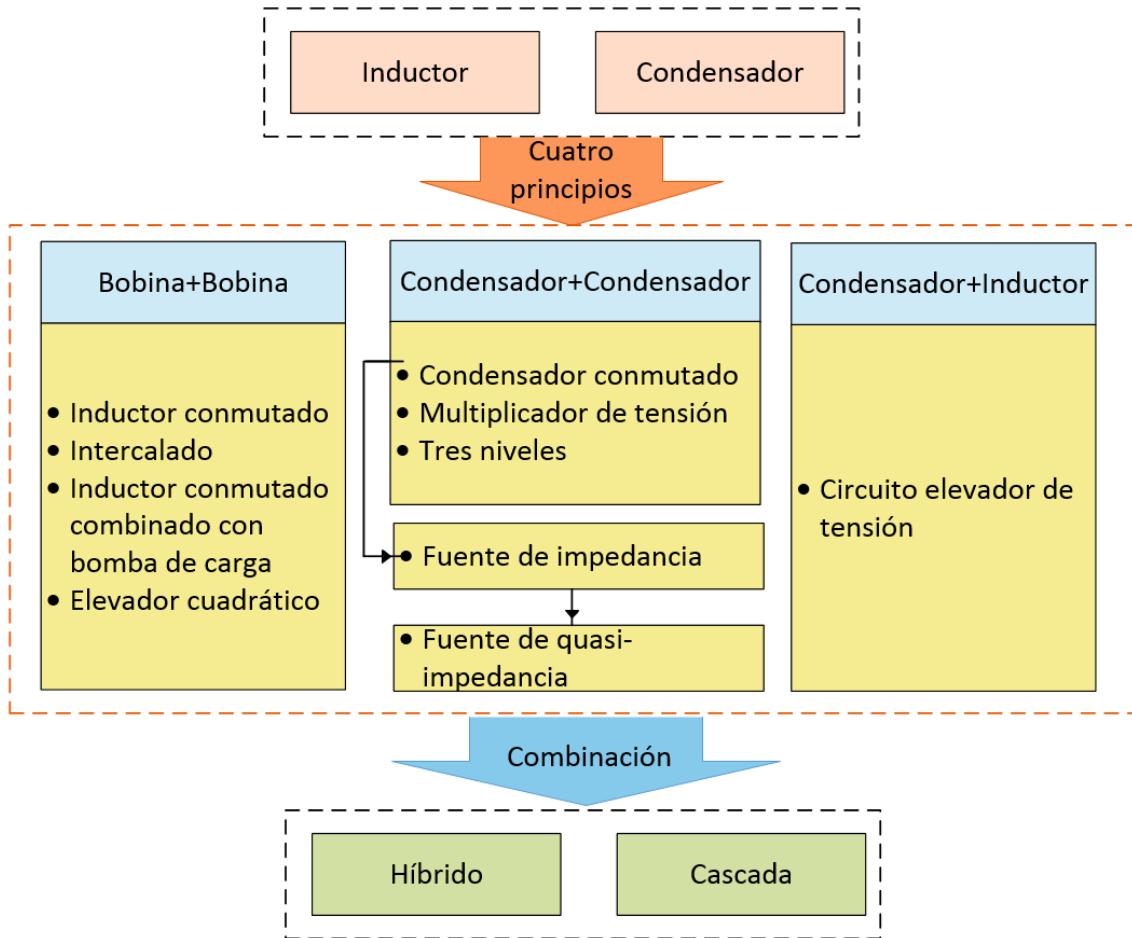 Inductor
Condensador
Cuatro
principios
Bobina+Bobina
• Inductor conmutado
• Intercalado
• Inductor conmutado
combinado con
bomba de carga
• Elevador cuadrático
Condensador+Condensador
• Condensador conmutado
• Multiplicador de tensión
• Tres niveles
• Fuente de impedancia
• Fuente de quasi-
impedancia
Condensador+Inductor
• Circuito elevador de
tensión
Combinación
Híbrido
Cascada